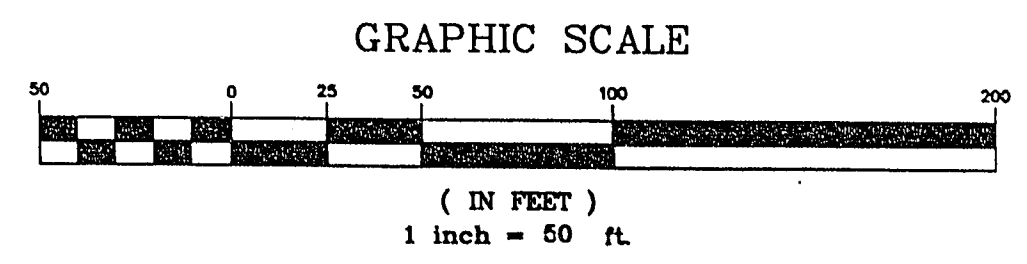 GRAPHIC SCALE
50 0 25 50 100 200
( IN FEET )
1 inch = 50 ft.